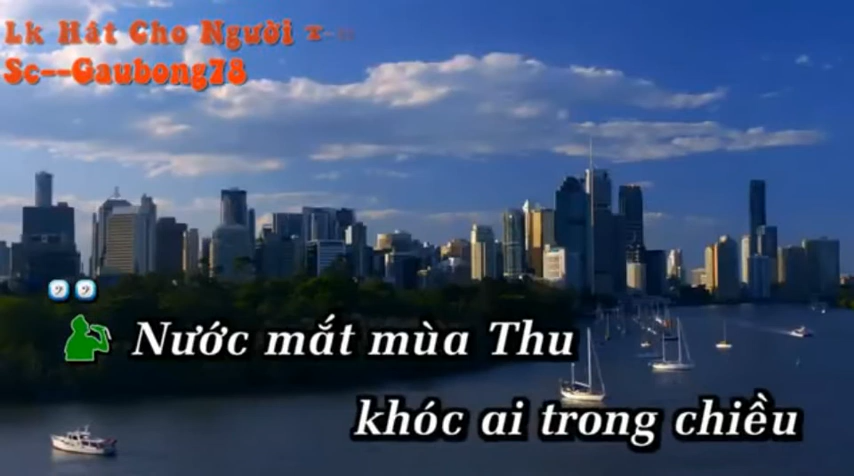 Lk Hát Cho Người
Sc--Gaubong78
Nước mắt mùa Thu
khóc ai trong chiều